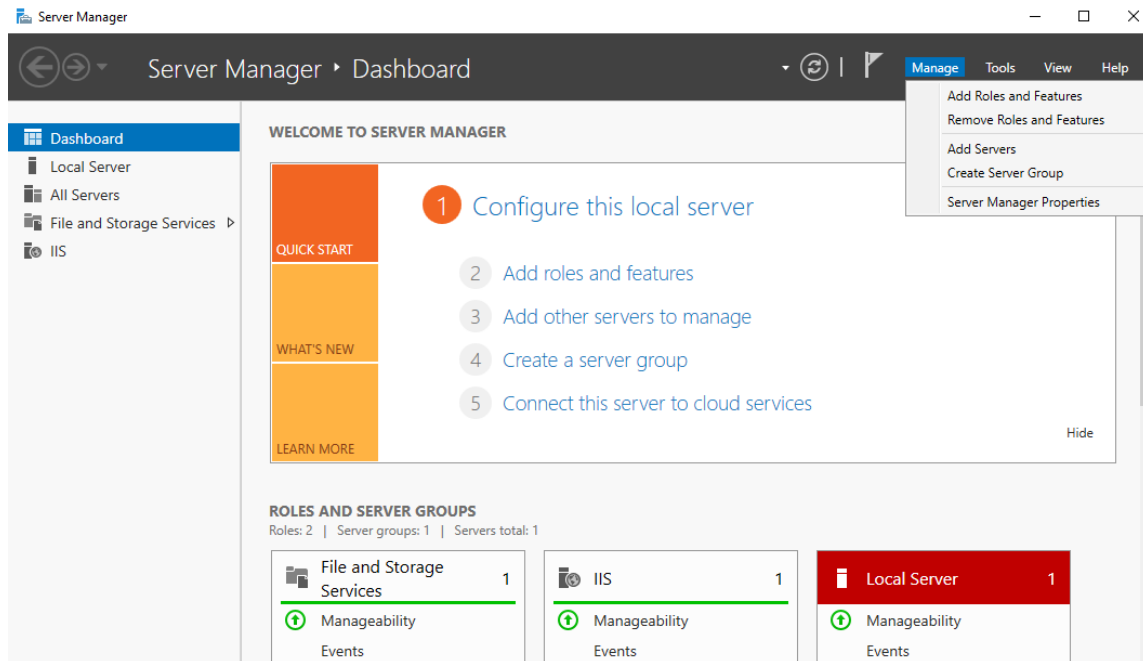 Server Manager
Server Manager ‣ Dashboard
Manage Tools View Help
Add Roles and Features
Remove Roles and Features
Add Servers
Create Server Group
Server Manager Properties
Dashboard
Local Server
All Servers
File and Storage Services
IIS
WELCOME TO SERVER MANAGER
QUICK START
WHAT'S NEW
LEARN MORE
1 Configure this local server
2 Add roles and features
3 Add other servers to manage
4 Create a server group
5 Connect this server to cloud services
Hide
ROLES AND SERVER GROUPS
Roles: 2 | Server groups: 1 | Servers total: 1
File and Storage
Services 1
Manageability
Events
IIS 1
Manageability
Events
Local Server 1
Manageability
Events